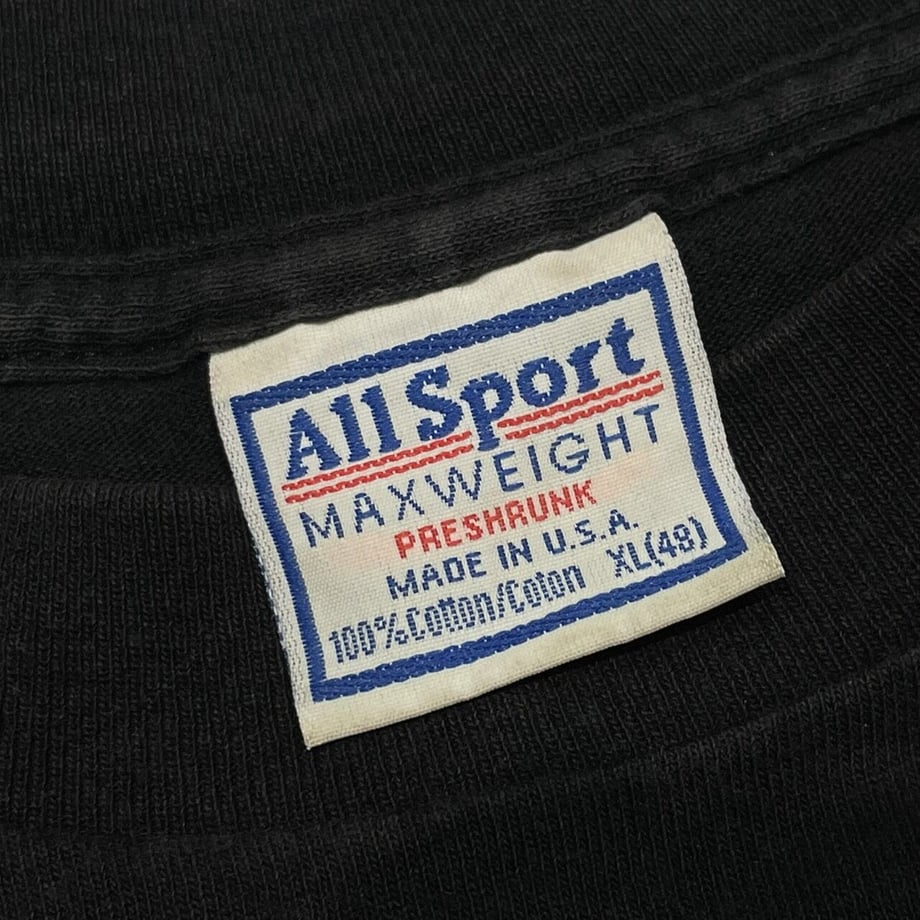 All Sport
MAXWEIGHT
PRESHRUNK
MADE IN U.S.A.
100% Cotton/Coton XL(48)